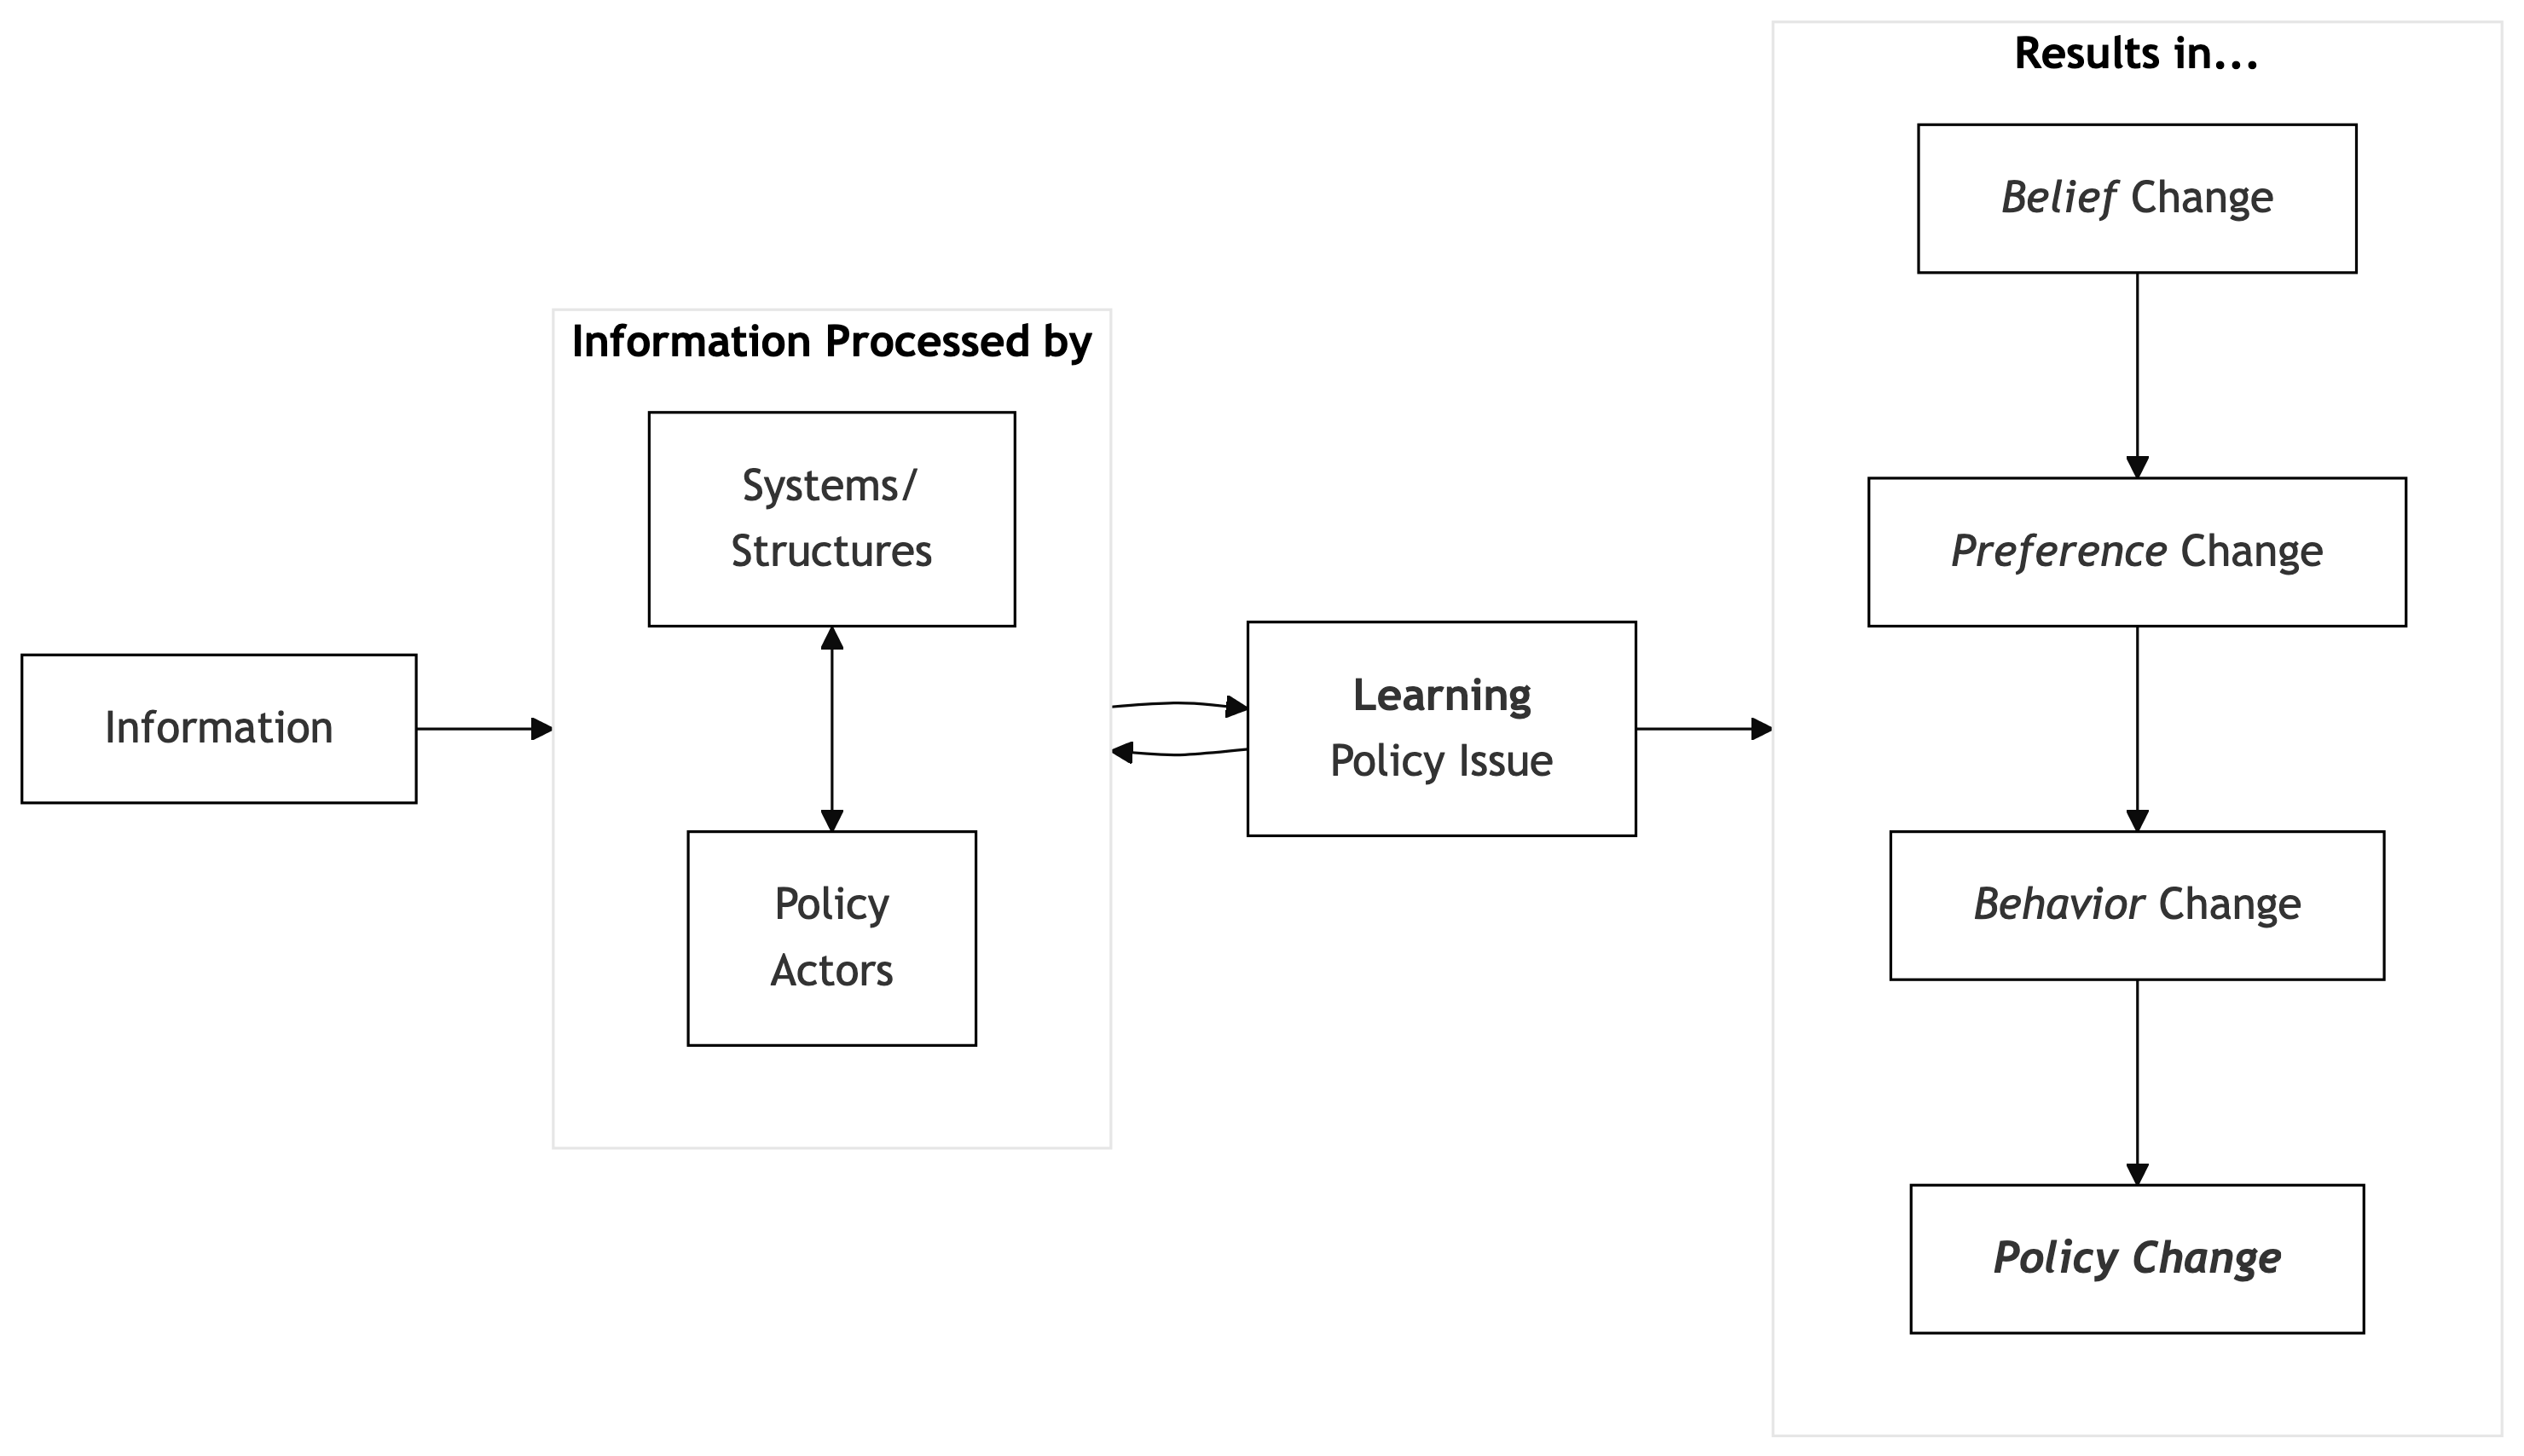 Information
Information Processed by
Systems/
Structures
Policy
Actors
Learning
Policy Issue
Results in...
Belief Change
Preference Change
Behavior Change
Policy Change